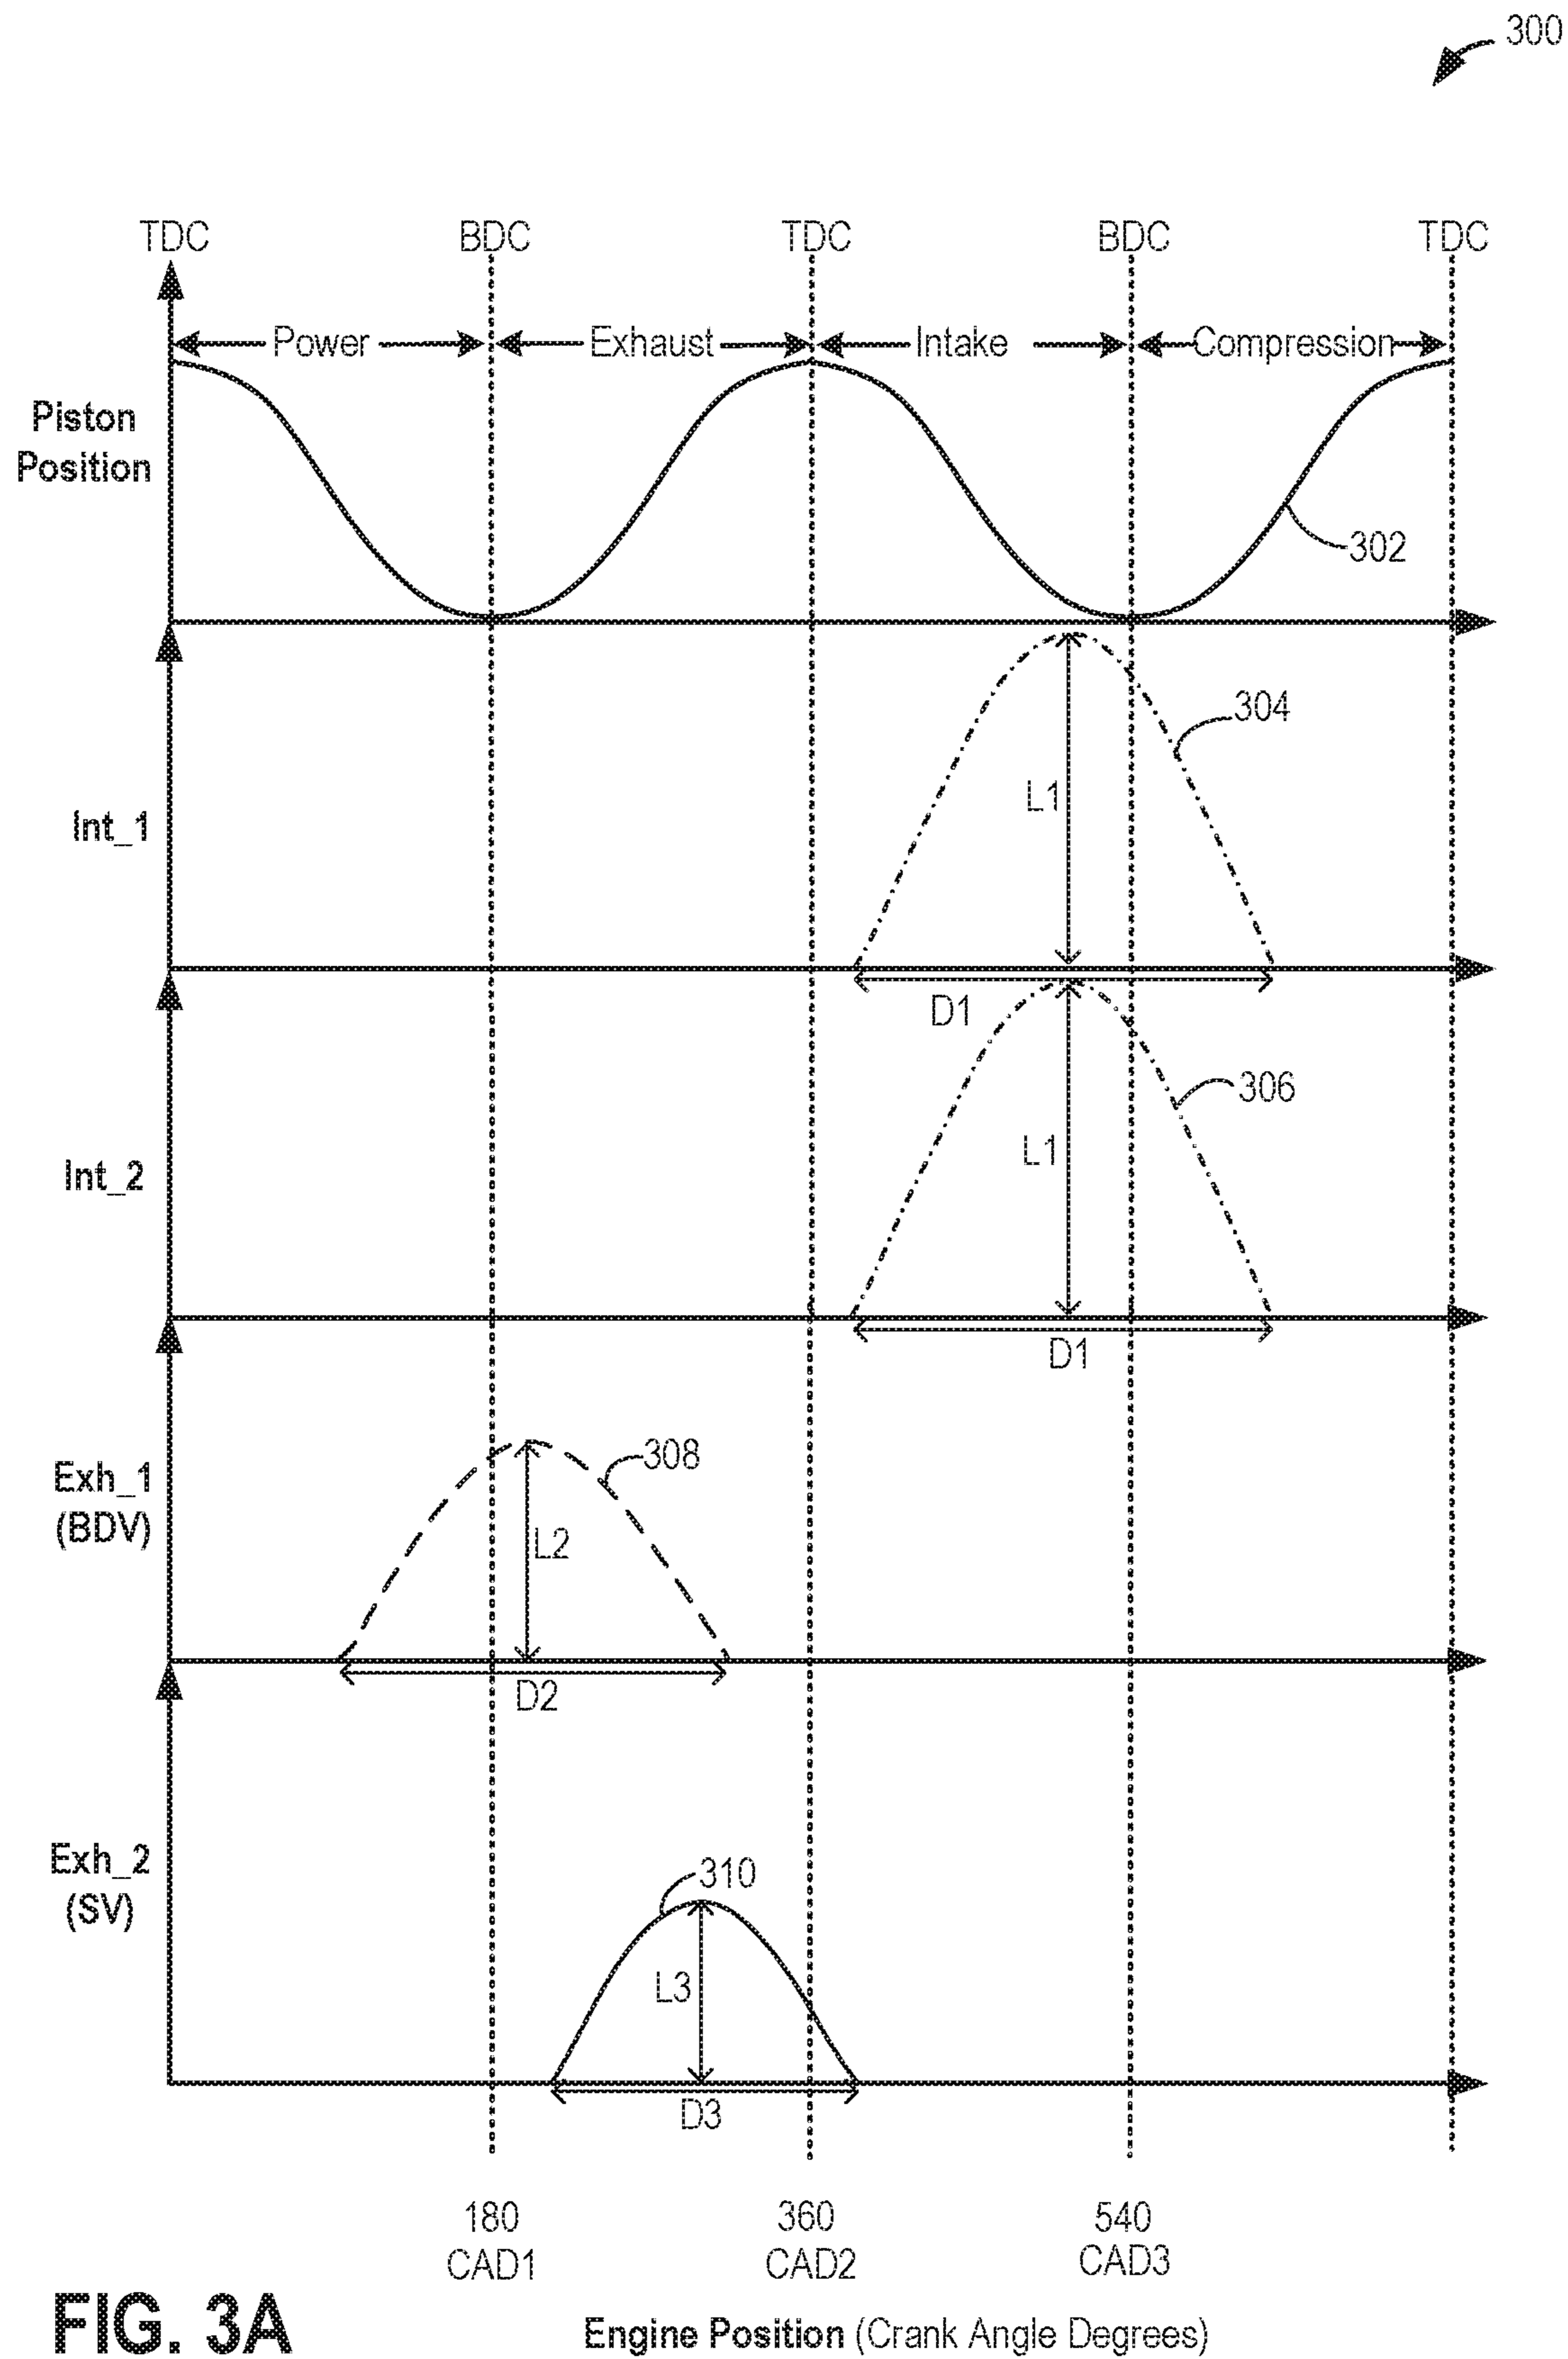 300
TDC BDC TDC BDC TDC
Power Exhaust Intake Compression
Piston
Position
302
304
L1
Int_1
D1
306
L1
Int_2
D1
308
Exh_1
(BDV)
L2
D2
310
Exh_2
(SV)
L3
D3
180 360 540
CAD1 CAD2 CAD3
FIG. 3A
Engine Position (Crank Angle Degrees)